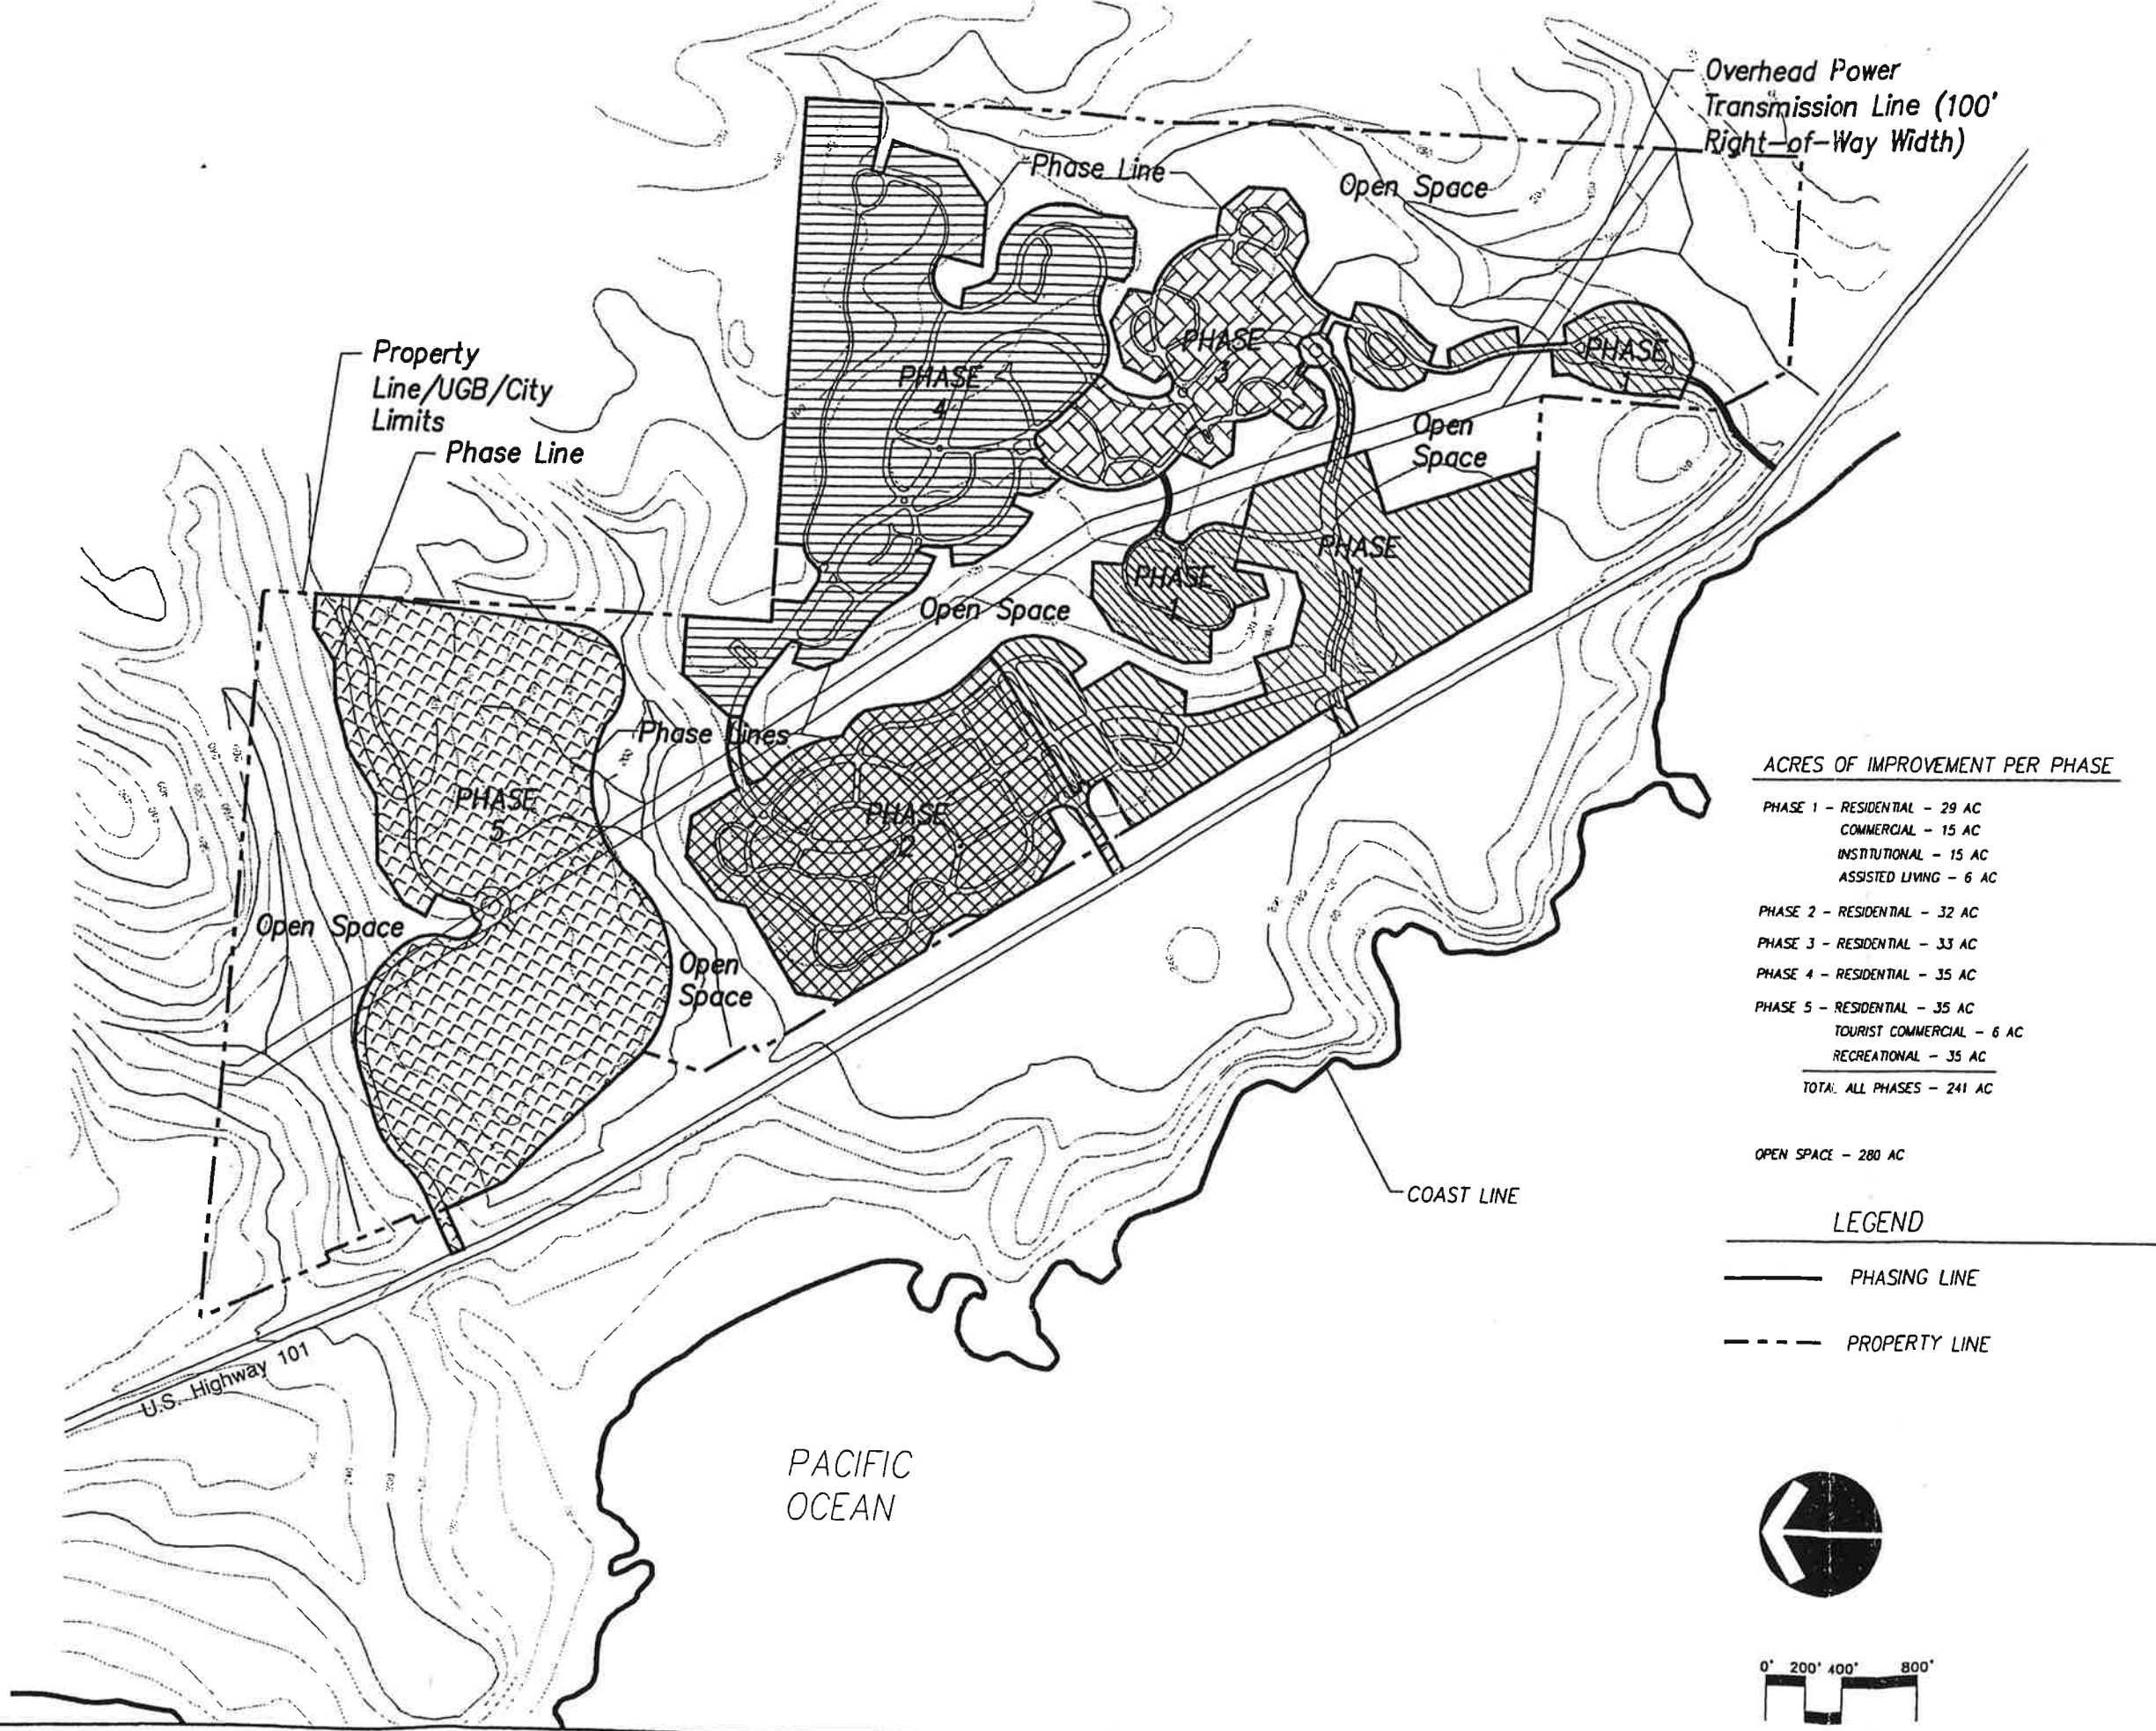 Overhead Power
Transmission Line (100'
Right-of-Way Width)
Phase Line
Open Space
Property
Line/UGB/City
Limits
Phase Line
PHASE
4
PHASE
3
PHASE
1
Open
Space
PHASE
1
PHASE
1
Open Space
Phase Lines
PHASE
5
PHASE
2
Open Space
Open
Space
ACRES OF IMPROVEMENT PER PHASE
PHASE 1 - RESIDENTIAL - 29 AC
COMMERCIAL - 15 AC
INSTITUTIONAL - 15 AC
ASSISTED LIVING - 6 AC
PHASE 2 - RESIDENTIAL - 32 AC
PHASE 3 - RESIDENTIAL - 33 AC
PHASE 4 - RESIDENTIAL - 35 AC
PHASE 5 - RESIDENTIAL - 35 AC
TOURIST COMMERCIAL - 6 AC
RECREATIONAL - 35 AC
TOTAL ALL PHASES - 241 AC
OPEN SPACE - 280 AC
COAST LINE
LEGEND
PHASING LINE
PROPERTY LINE
U.S. Highway 101
PACIFIC
OCEAN
0' 200' 400' 800'